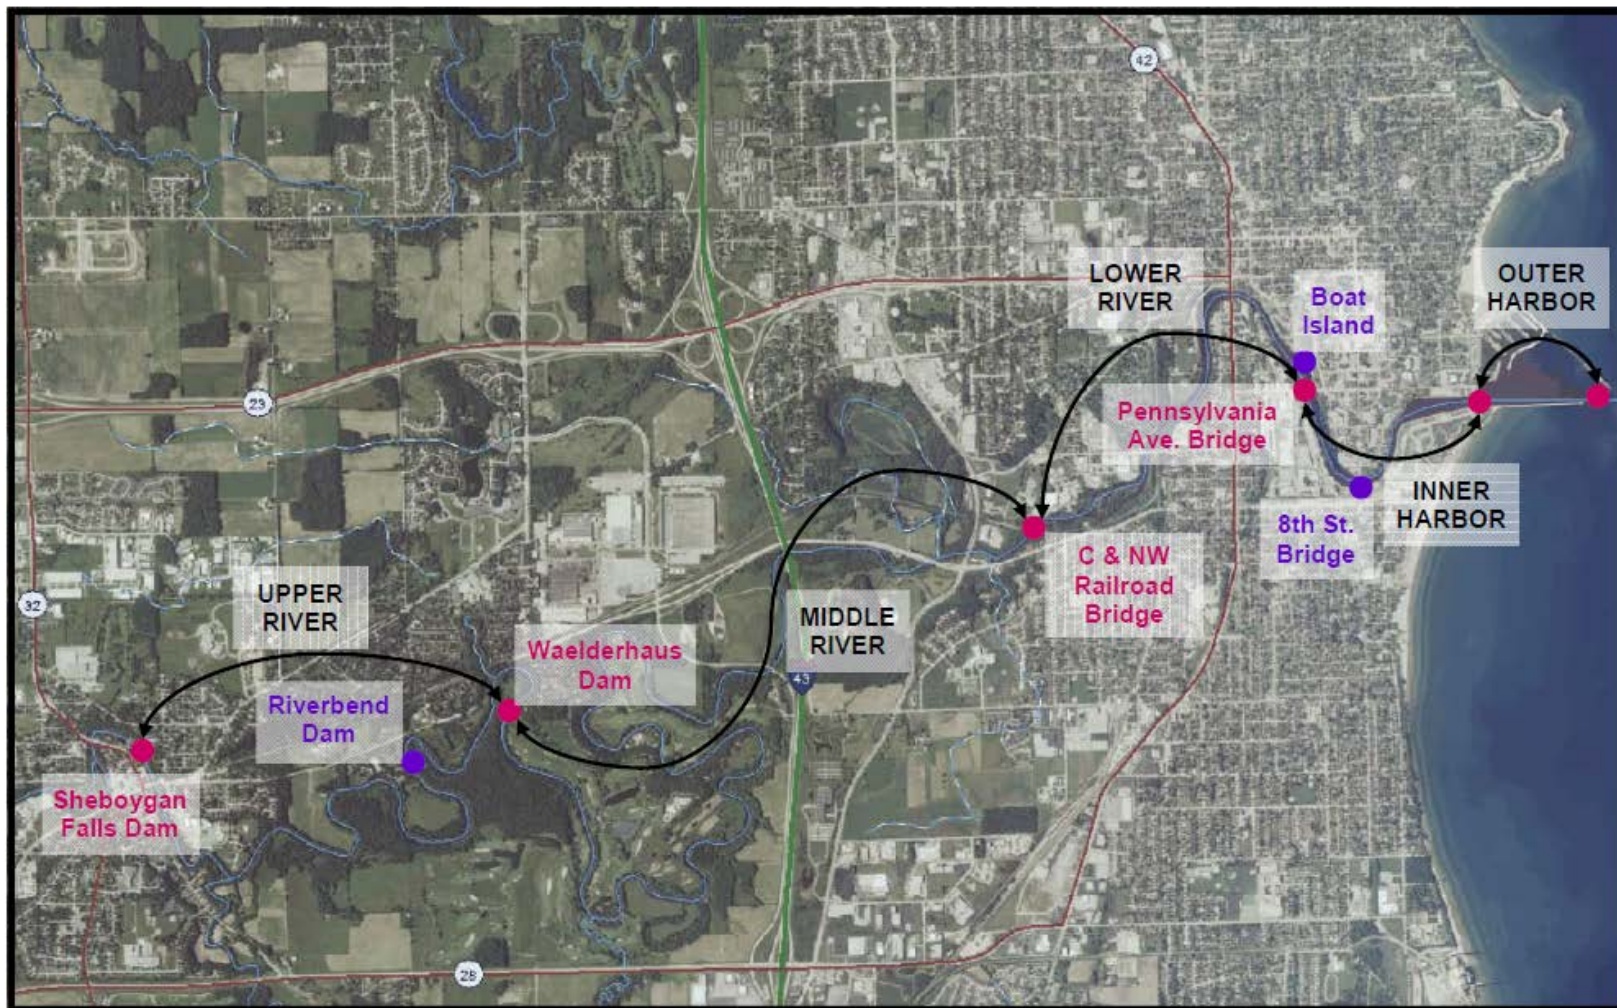 42
LOWER
RIVER
OUTER
HARBOR
Boat
Island
23
Pennsylvania
Ave. Bridge
INNER
HARBOR
8th St.
Bridge
C & NW
Railroad
Bridge
32
UPPER
RIVER
MIDDLE
RIVER
Waelderhaus
Dam
43
Riverbend
Dam
Sheboygan
Falls Dam
28